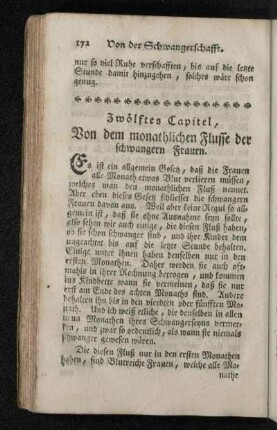 172 Von der Schwangerschafft.
nur so viel Ruhe verschafften, bis auf die letzte
Stunde damit hinzugehen, solches wäre schon
genug.
Zwölftes Capitel,
Von dem monathlichen Flusse der
schwangern Frauen.
Es ist ein allgemein Gesetz, daß die Frauen
alle Monath etwas Blut verlieren müssen,
welches man den monathlichen Fluß nennet.
Aber eben dieses Gesetz schliesset die schwangern
Frauen davon aus. Weil aber keine Regul so all-
gemein ist, daß sie ohne Ausnahme seyn sollte,
also sehen wir auch einige, die diesen Fluß haben,
ob sie schon schwanger sind, und ihre Kinder dem
ungeachtet bis auf die letzte Stunde behalten.
Einige unter ihnen haben denselben nur in den
ersten Monathen. Daher werden sie auch oft-
mahls in ihrer Rechnung betrogen, und kommen
ins Kindbette wann sie vermeinen, daß sie nur
erst am Ende des achten Monaths sind. Andere
behalten ihn bis in den vierdten oder fünften Mo-
nath. Und ich weiß etliche, die denselben in allen
neun Monathen ihres Schwangerseyns vermer-
ken, und zwar so ordentlich, als wann sie niemals
schwanger gewesen wären.
Die diesen Fluß nur in den ersten Monathen
haben, sind Blutreiche Frauen, welche alle Mo-
nathe